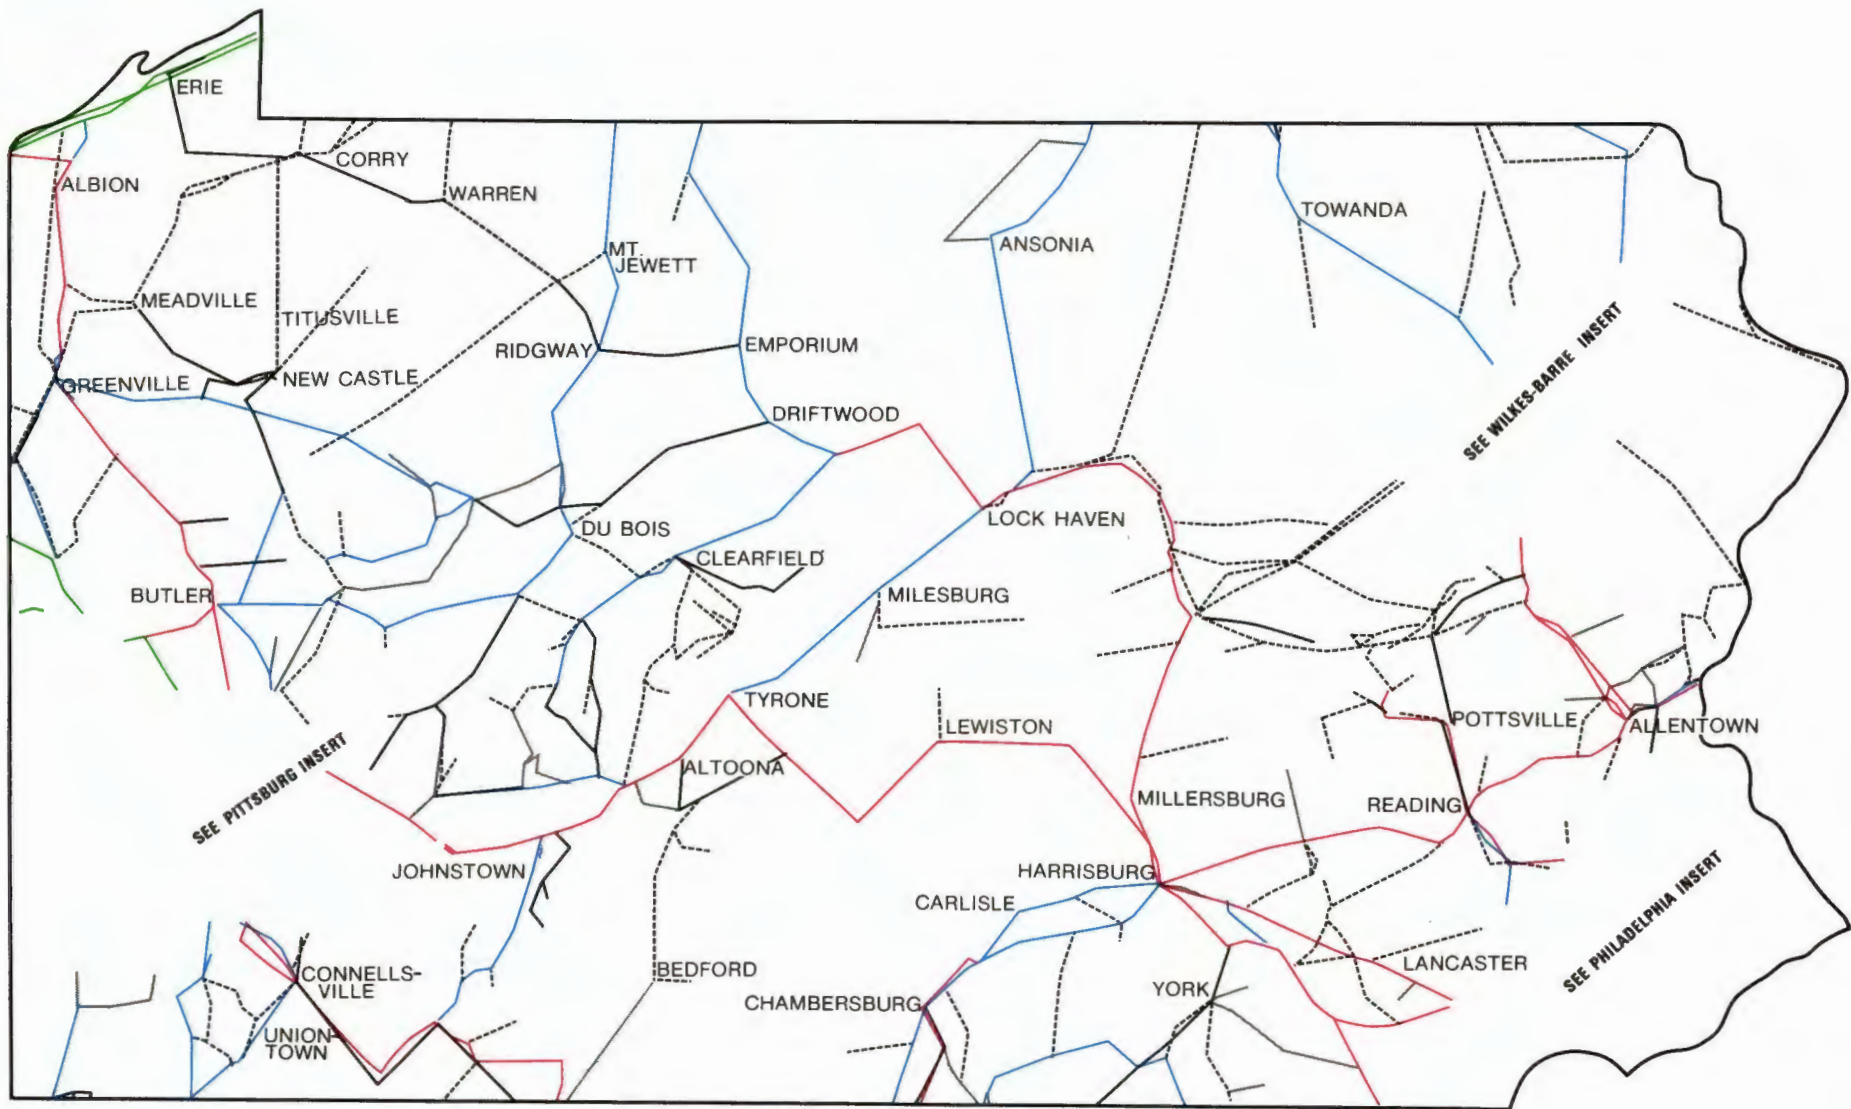 ERIE
CORRY
ALBION
WARREN
TOWANDA
ANSONIA
MT.
JEWETT
MEADVILLE
TITUSVILLE
RIDGWAY
EMPORIUM
GREENVILLE
NEW CASTLE
SEE WILKES-BARRE INSERT
DRIFTWOOD
LOCK HAVEN
DU BOIS
CLEARFIELD
BUTLER
MILESBURG
TYRONE
LEWISTON
POTTSVILLE
ALLENTOWN
SEE PITTSBURG INSERT
ALTOONA
MILLERSBURG
READING
JOHNSTOWN
HARRISBURG
CARLISLE
SEE PHILADELPHIA INSERT
CONNELLS-
VILLE
BEDFORD
LANCASTER
CHAMBERSBURG
YORK
UNION-
TOWN